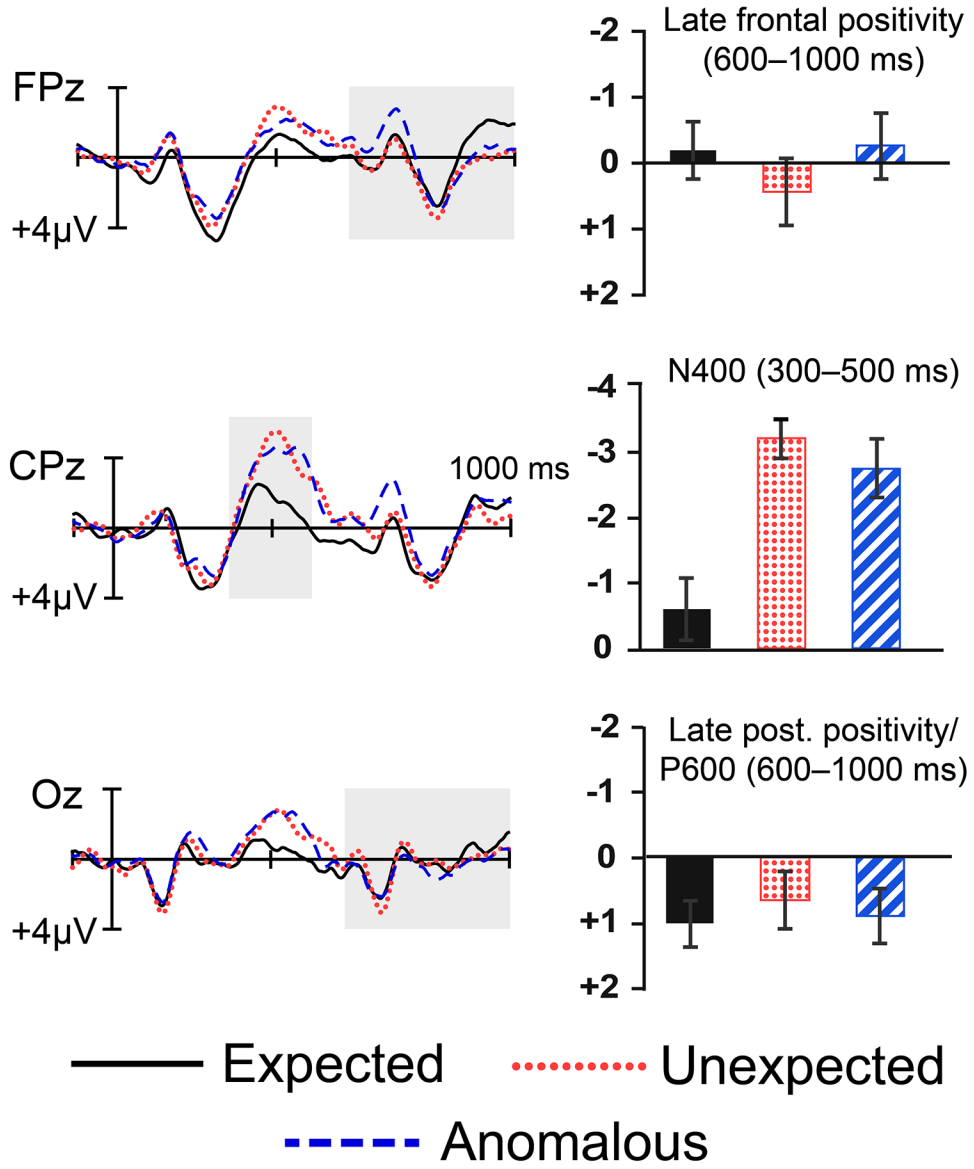 FPz
+4µV
Late frontal positivity
(600–1000 ms)
-2
-1
0
+1
+2
CPz
+4µV
1000 ms
N400 (300–500 ms)
-4
-3
-2
-1
0
Oz
+4µV
Late post. positivity/
P600 (600–1000 ms)
-2
-1
0
+1
+2
Expected
Unexpected
Anomalous